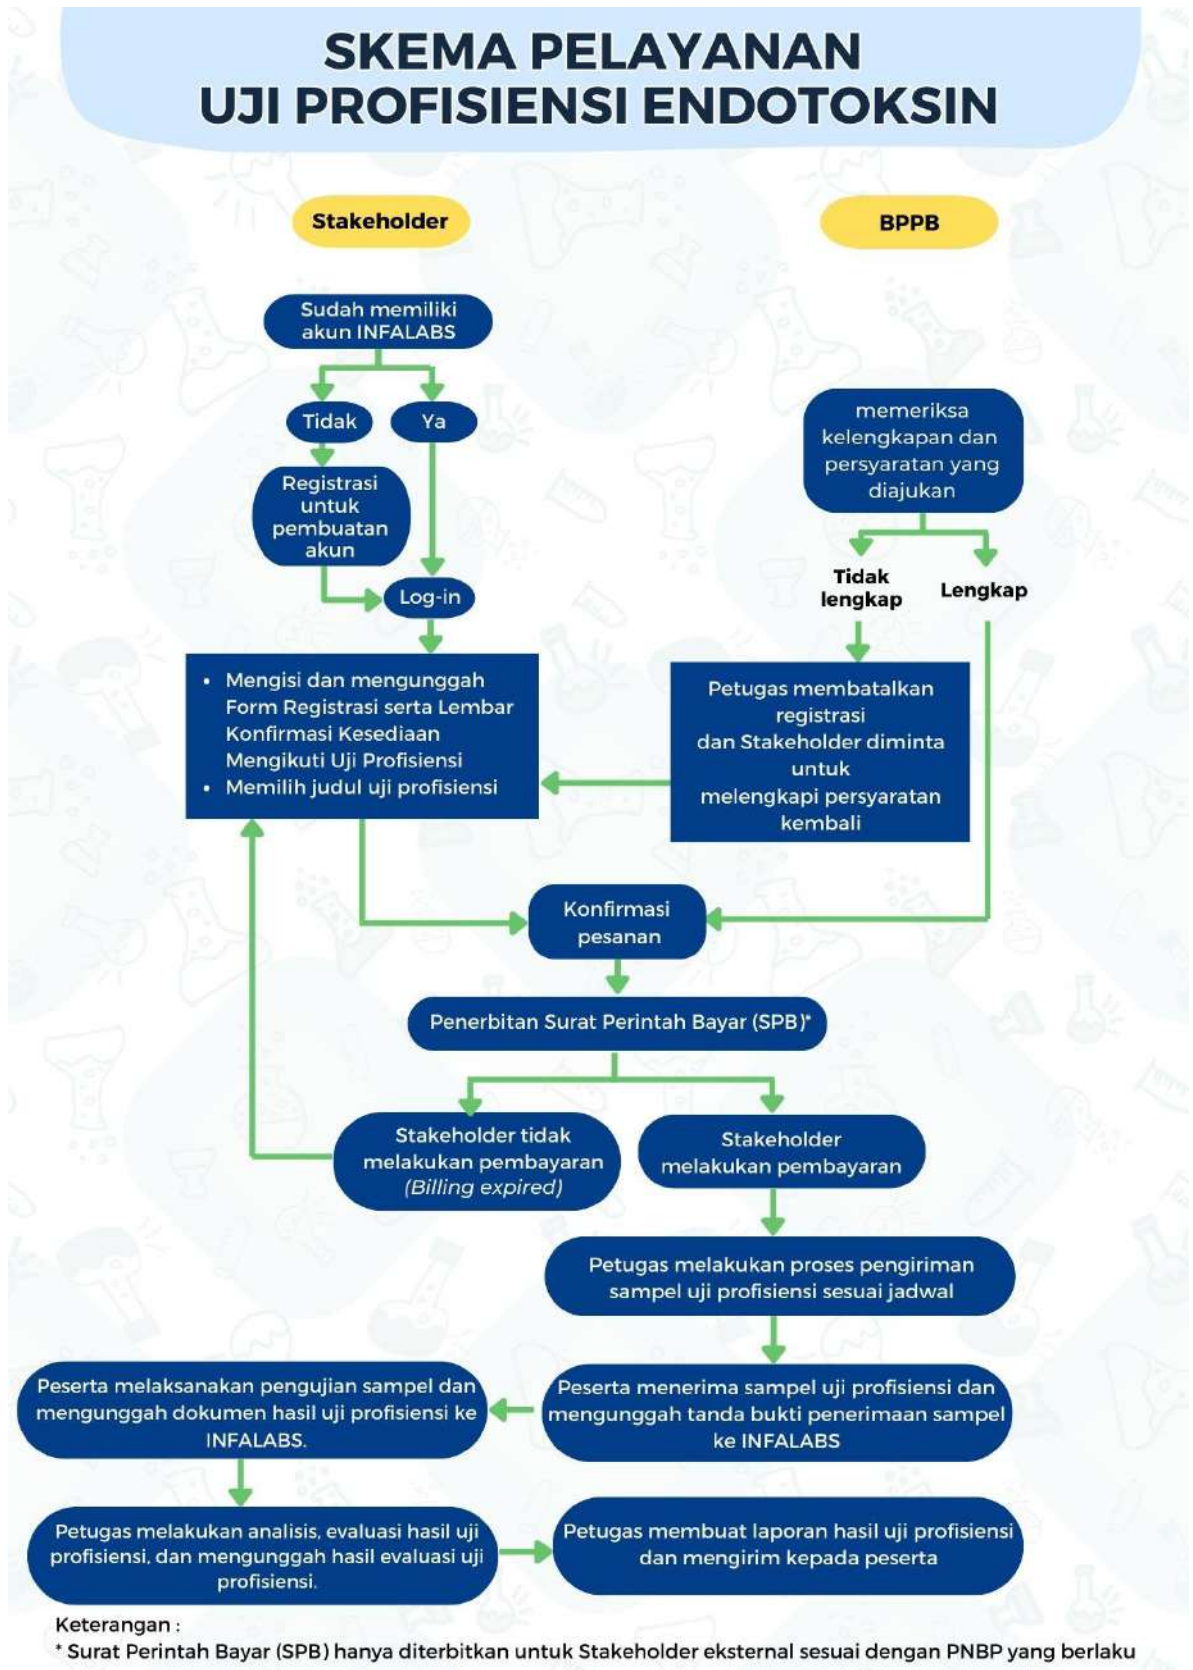 SKEMA PELAYANAN
UJI PROFISIENSI ENDOTOKSIN
Stakeholder
BPPB
Sudah memiliki
akun INFALABS
Tidak
Ya
Registrasi
untuk
pembuatan
akun
Log-in
memeriksa
kelengkapan dan
persyaratan yang
diajukan
Tidak
lengkap
Lengkap
• Mengisi dan mengunggah
Form Registrasi serta Lembar
Konfirmasi Kesediaan
Mengikuti Uji Profisiensi
• Memilih judul uji profisiensi
Petugas membatalkan
registrasi
dan Stakeholder diminta
untuk
melengkapi persyaratan
kembali
Konfirmasi
pesanan
Penerbitan Surat Perintah Bayar (SPB)*
Stakeholder tidak
melakukan pembayaran
(Billing expired)
Stakeholder
melakukan pembayaran
Petugas melakukan proses pengiriman
sampel uji profisiensi sesuai jadwal
Peserta menerima sampel uji profisiensi dan
mengunggah tanda bukti penerimaan sampel
ke INFALABS
Peserta melaksanakan pengujian sampel dan
mengunggah dokumen hasil uji profisiensi ke
INFALABS.
Petugas melakukan analisis, evaluasi hasil uji
profisiensi, dan mengunggah hasil evaluasi uji
profisiensi.
Petugas membuat laporan hasil uji profisiensi
dan mengirim kepada peserta
Keterangan :
* Surat Perintah Bayar (SPB) hanya diterbitkan untuk Stakeholder eksternal sesuai dengan PNBP yang berlaku